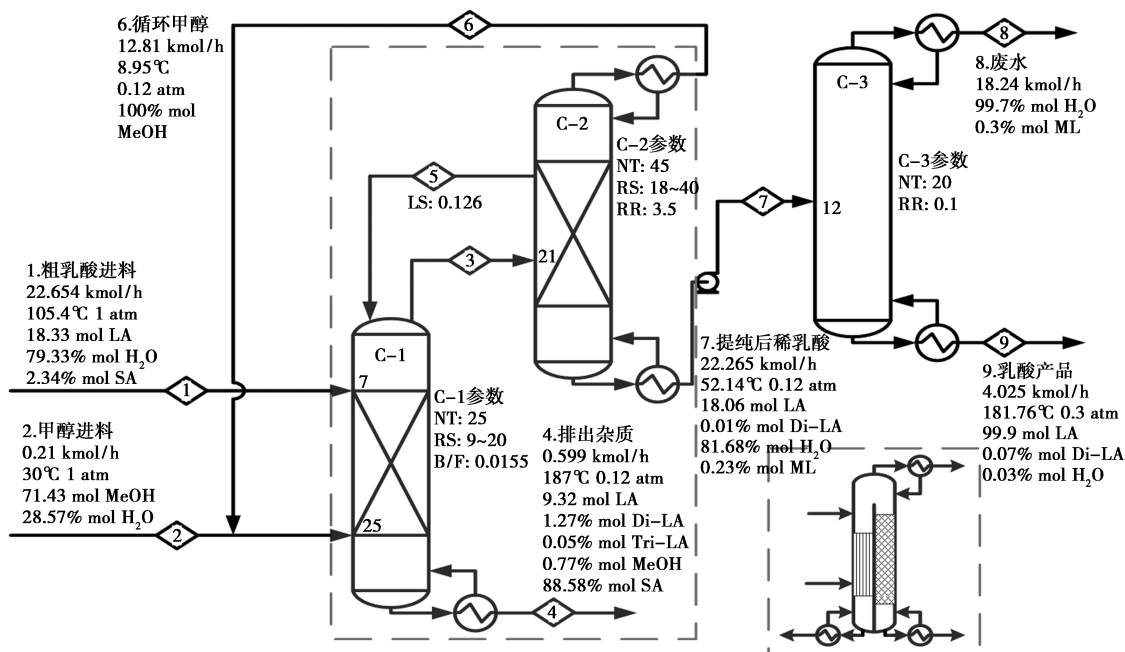 6.循环甲醇
12.81 kmol/h
8.95℃
0.12 atm
100% mol
MeOH
6
8
8.废水
18.24 kmol/h
99.7% mol H₂O
0.3% mol ML
C-3
C-3参数
NT: 20
RR: 0.1
12
C-2
C-2参数
NT: 45
RS: 18~40
RR: 3.5
21
5
LS: 0.126
3
7
1.粗乳酸进料
22.654 kmol/h
105.4℃ 1 atm
18.33 mol LA
79.33% mol H₂O
2.34% mol SA
1
C-1
7
C-1参数
NT: 25
RS: 9~20
B/F: 0.0155
25
2.甲醇进料
0.21 kmol/h
30℃ 1 atm
71.43 mol MeOH
28.57% mol H₂O
2
4.排出杂质
0.599 kmol/h
187℃ 0.12 atm
9.32 mol LA
1.27% mol Di-LA
0.05% mol Tri-LA
0.77% mol MeOH
88.58% mol SA
4
7.提纯后稀乳酸
22.265 kmol/h
52.14℃ 0.12 atm
18.06 mol LA
0.01% mol Di-LA
81.68% mol H₂O
0.23% mol ML
9
9.乳酸产品
4.025 kmol/h
181.76℃ 0.3 atm
99.9 mol LA
0.07% mol Di-LA
0.03% mol H₂O